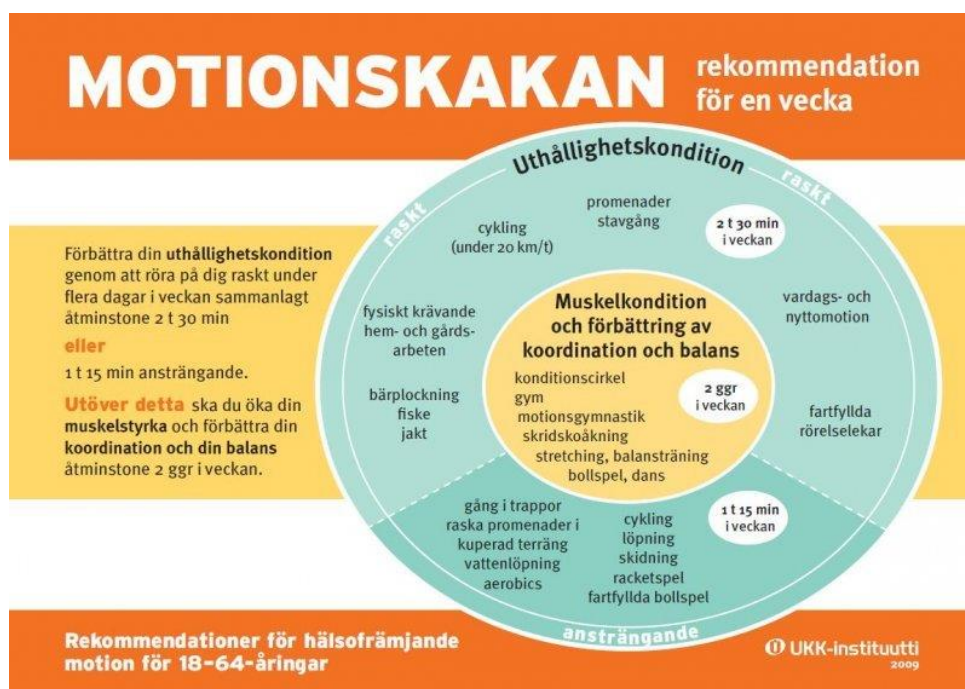 MOTIONSKAKAN
rekommendation
för en vecka
Förbättra din uthållighetskondition
genom att röra på dig raskt under
flera dagar i veckan sammanlagt
åtminstone 2 t 30 min
eller
1 t 15 min ansträngande.
Utöver detta ska du öka din
muskelstyrka och förbättra din
koordination och din balans
åtminstone 2 ggr i veckan.
Uthållighetskondition
raskt
raskt
promenader
stavgång
2 t 30 min
i veckan
cykling
(under 20 km/t)
fysiskt krävande
hem- och gårds-
arbeten
bärplockning
fiske
jakt
vardags- och
nyttomotion
fartfyllda
rörelselekar
Muskelkondition
och förbättring av
koordination och balans
konditionscirkel
gym
motionsgymnastik
skridskoåkning
stretching, balansträning
bollspel, dans
2 ggr
i veckan
gång i trappor
raska promenader i
kuperad terräng
vattenlöpning
aerobics
cykling
löpning
skidning
racketspel
fartfyllda bollspel
1 t 15 min
i veckan
ansträngande
Rekommendationer för hälsofrämjande
motion för 18–64-åringar
UKK-instituutti
2009